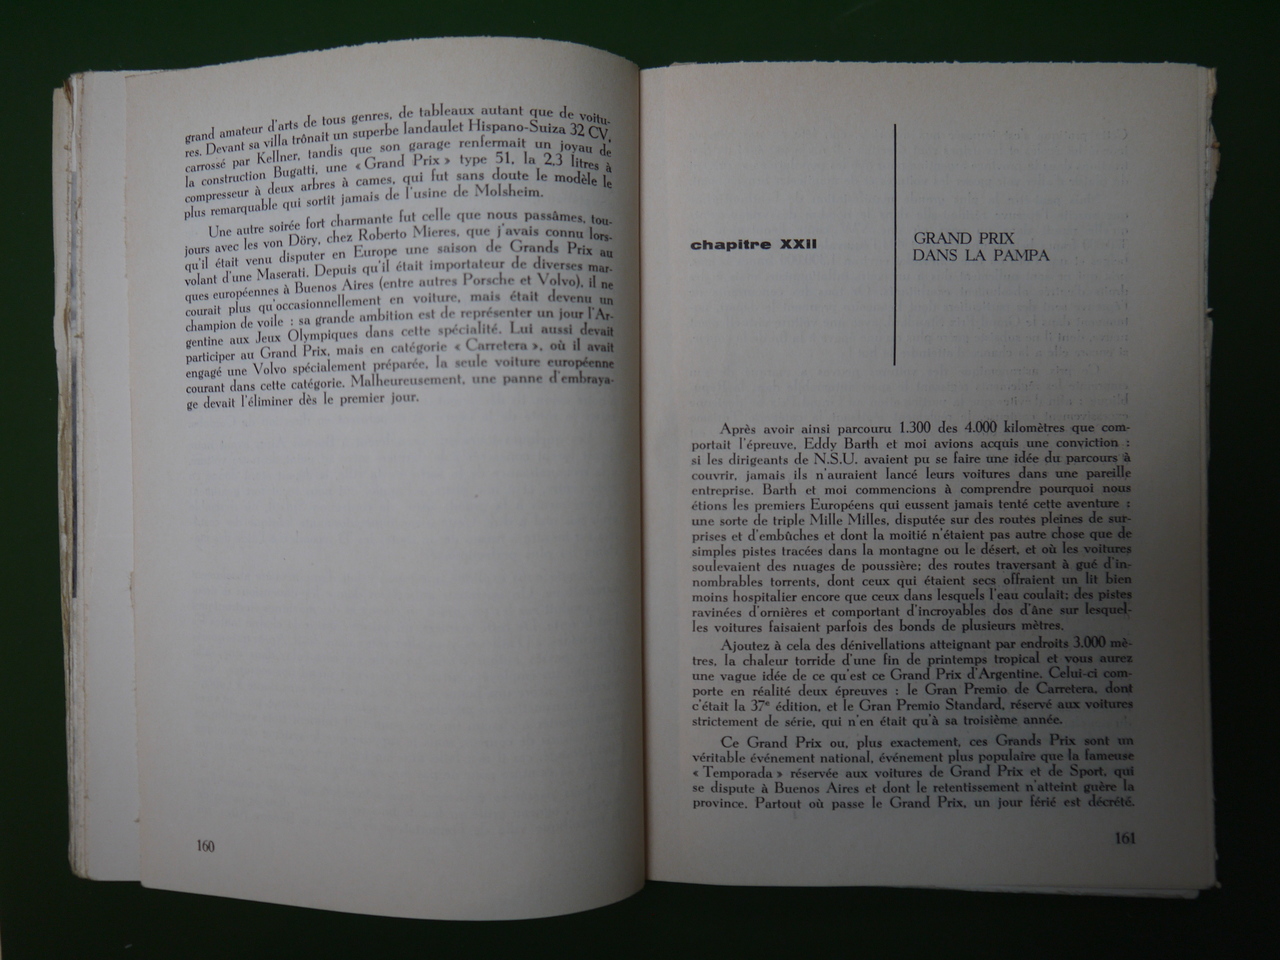 grand amateur d'arts de tous genres, de tableaux autant que de voitu-
res. Devant sa villa trônait un superbe landaulet Hispano-Suiza 32 CV,
carrossé par Kellner, tandis que son garage renfermait un joyau de
la construction Bugatti, une « Grand Prix » type 51, la 2,3 litres à
compresseur à deux arbres à cames, qui fut sans doute le modèle le
plus remarquable qui sortit jamais de l'usine de Molsheim.
Une autre soirée fort charmante fut celle que nous passâmes, tou-
jours avec les von Döry, chez Roberto Mieres, que j'avais connu lors-
qu'il était venu disputer en Europe une saison de Grands Prix au
volant d'une Maserati. Depuis qu'il était importateur de diverses mar-
ques européennes à Buenos Aires (entre autres Porsche et Volvo), il ne
courait plus qu'occasionnellement en voiture, mais était devenu un
champion de voile : sa grande ambition est de représenter un jour l'Ar-
gentine aux Jeux Olympiques dans cette spécialité. Lui aussi devait
participer au Grand Prix, mais en catégorie « Carretera », où il avait
engagé une Volvo spécialement préparée, la seule voiture européenne
courant dans cette catégorie. Malheureusement, une panne d'embraya-
ge devait l'éliminer dès le premier jour.
160
chapitre XXII
GRAND PRIX
DANS LA PAMPA
Après avoir ainsi parcouru 1.300 des 4.000 kilomètres que com-
portait l'épreuve, Eddy Barth et moi avions acquis une conviction :
si les dirigeants de N.S.U. avaient pu se faire une idée du parcours à
couvrir, jamais ils n'auraient lancé leurs voitures dans une pareille
entreprise. Barth et moi commencions à comprendre pourquoi nous
étions les premiers Européens qui eussent jamais tenté cette aventure :
une sorte de triple Mille Milles, disputée sur des routes pleines de sur-
prises et d'embûches et dont la moitié n'étaient pas autre chose que de
simples pistes tracées dans la montagne ou le désert, et où les voitures
soulevaient des nuages de poussière; des routes traversant à gué d'in-
nombrables torrents, dont ceux qui étaient secs offraient un lit bien
moins hospitalier encore que ceux dans lesquels l'eau coulait; des pistes
ravinées d'ornières et comportant d'incroyables dos d'âne sur lesquel-
les voitures faisaient parfois des bonds de plusieurs mètres.
Ajoutez à cela des dénivellations atteignant par endroits 3.000 mè-
tres, la chaleur torride d'une fin de printemps tropical et vous aurez
une vague idée de ce qu'est ce Grand Prix d'Argentine. Celui-ci com-
porte en réalité deux épreuves : le Gran Premio de Carretera, dont
c'était la 37e édition, et le Gran Premio Standard, réservé aux voitures
strictement de série, qui n'en était qu'à sa troisième année.
Ce Grand Prix ou, plus exactement, ces Grands Prix sont un
véritable événement national, événement plus populaire que la fameuse
« Temporada » réservée aux voitures de Grand Prix et de Sport, qui
se dispute à Buenos Aires et dont le retentissement n'atteint guère la
province. Partout où passe le Grand Prix, un jour férié est décrété.
161